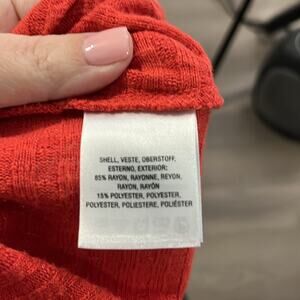 SHELL, VESTE, OBERSTOFF,
ESTERNO, EXTERIOR:
85% RAYON, RAYONNE, REYON,
RAYON, RAYÓN
15% POLYESTER, POLYESTER,
POLYESTER, POLIESTERE, POLIÉSTER